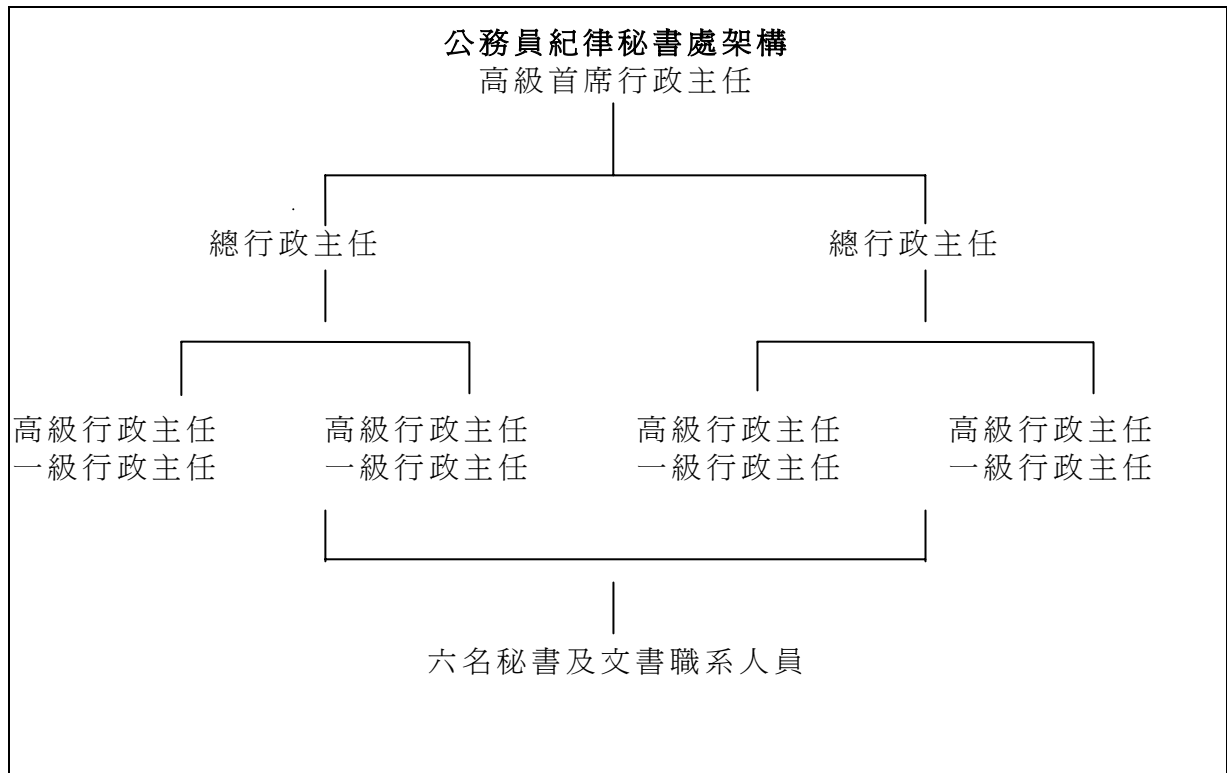 公務員紀律秘書處架構
高級首席行政主任
總行政主任 總行政主任
高級行政主任 高級行政主任 高級行政主任 高級行政主任
一級行政主任 一級行政主任 一級行政主任 一級行政主任
六名秘書及文書職系人員